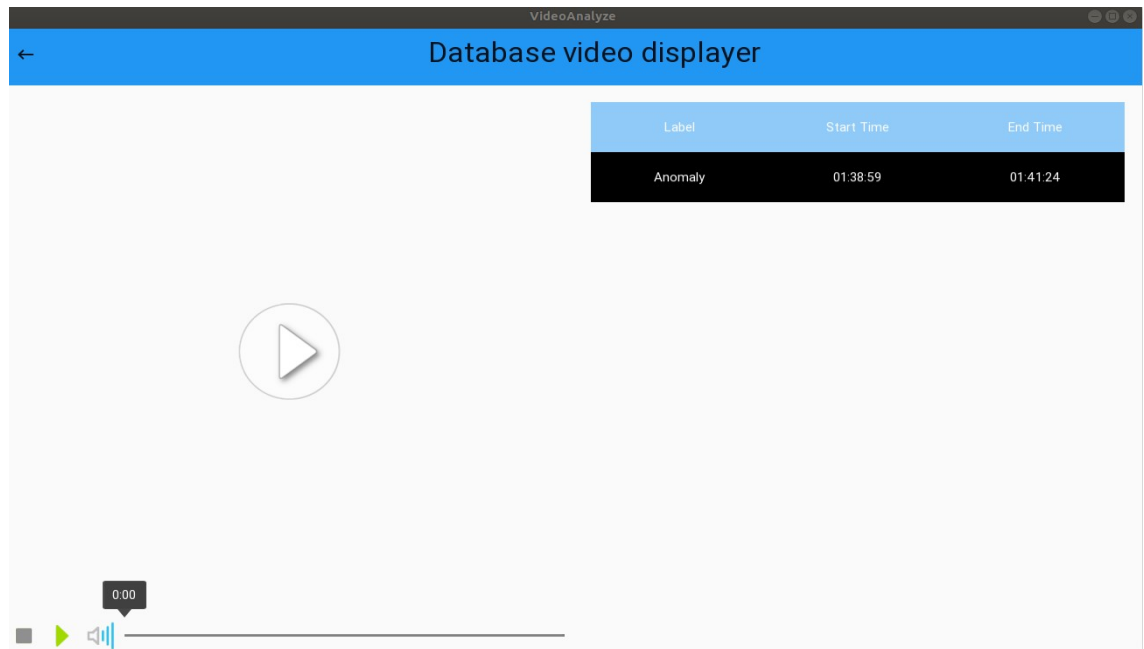 VideoAnalyze
Database video displayer
Label Start Time End Time
Anomaly 01:38:59 01:41:24
0:00